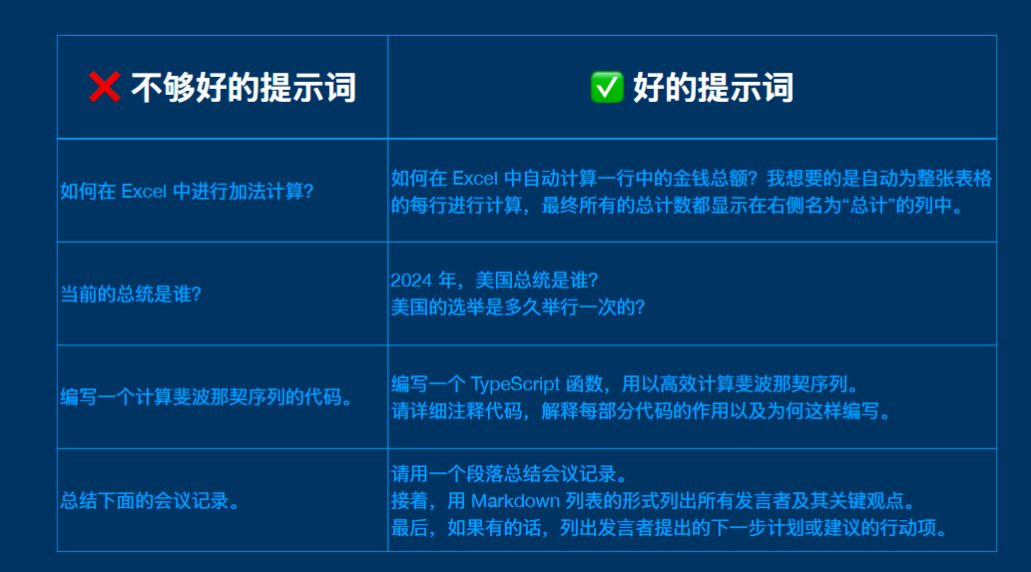 ❌ 不够好的提示词
✅ 好的提示词
如何在 Excel 中进行加法计算?
如何在 Excel 中自动计算一行中的金钱总额?我想要的是自动为整张表格
的每行进行计算，最终所有的总计数都显示在右侧名为“总计”的列中。
当前的总统是谁?
2024 年，美国总统是谁?
美国的选举是多久举行一次的?
编写一个计算斐波那契序列的代码。
编写一个 TypeScript 函数，用以高效计算斐波那契序列。
请详细注释代码，解释每部分代码的作用以及为何这样编写。
总结下面的会议记录。
请用一个段落总结会议记录。
接着，用 Markdown 列表的形式列出所有发言者及其关键观点。
最后，如果有的话，列出发言者提出的下一步计划或建议的行动项。